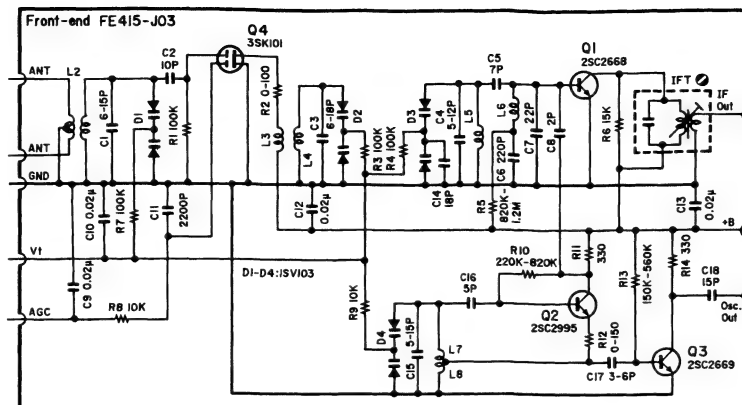 Front-end FE415-J03
Q4
3SK101
C2
10P
ANT
L2
C1 6-15P
D1
R1 100K
R2 0-100
L3
L4
C3 6-18P
D2
R3 100K
R4 100K
D3
C4 5-12P
L5
C5
7P
L6
C6 220P
C7 22P
C8 2P
Q1
2SC2668
R6 15K
IFT
IF
Out
ANT
GND
C10 0.02μ
R7 100K
C11
2200P
C12
0.02μ
C14
18P
R5
820K-
1.2M
C13
0.02μ
+B
Vt
C9 0.02μ
D1-D4:1SV103
R10
220K-820K
R11
330
R13
150K-560K
R14 330
C18
15P
AGC
R8 10K
R9 10K
D4
C15 5-15P
C16
5P
L7
L8
Q2
2SC2995
R12
0-150
C17 3-6P
Q3
2SC2669
Osc.
Out